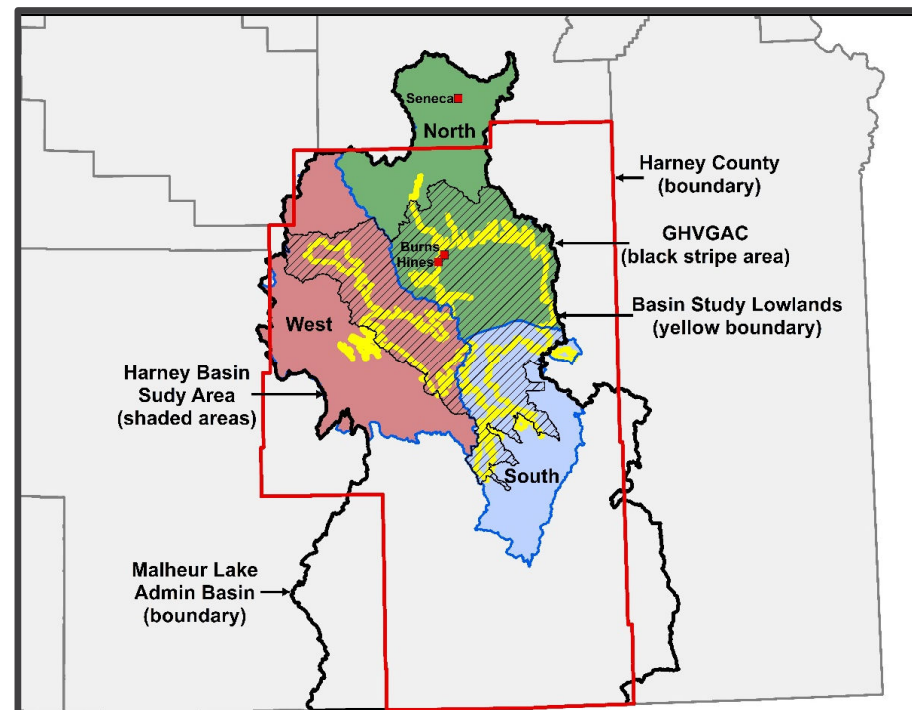 Seneca
North
Harney County
(boundary)
GHVGAC
(black stripe area)
Burns
Hines
Basin Study Lowlands
(yellow boundary)
West
Harney Basin
Sudy Area
(shaded areas)
South
Malheur Lake
Admin Basin
(boundary)